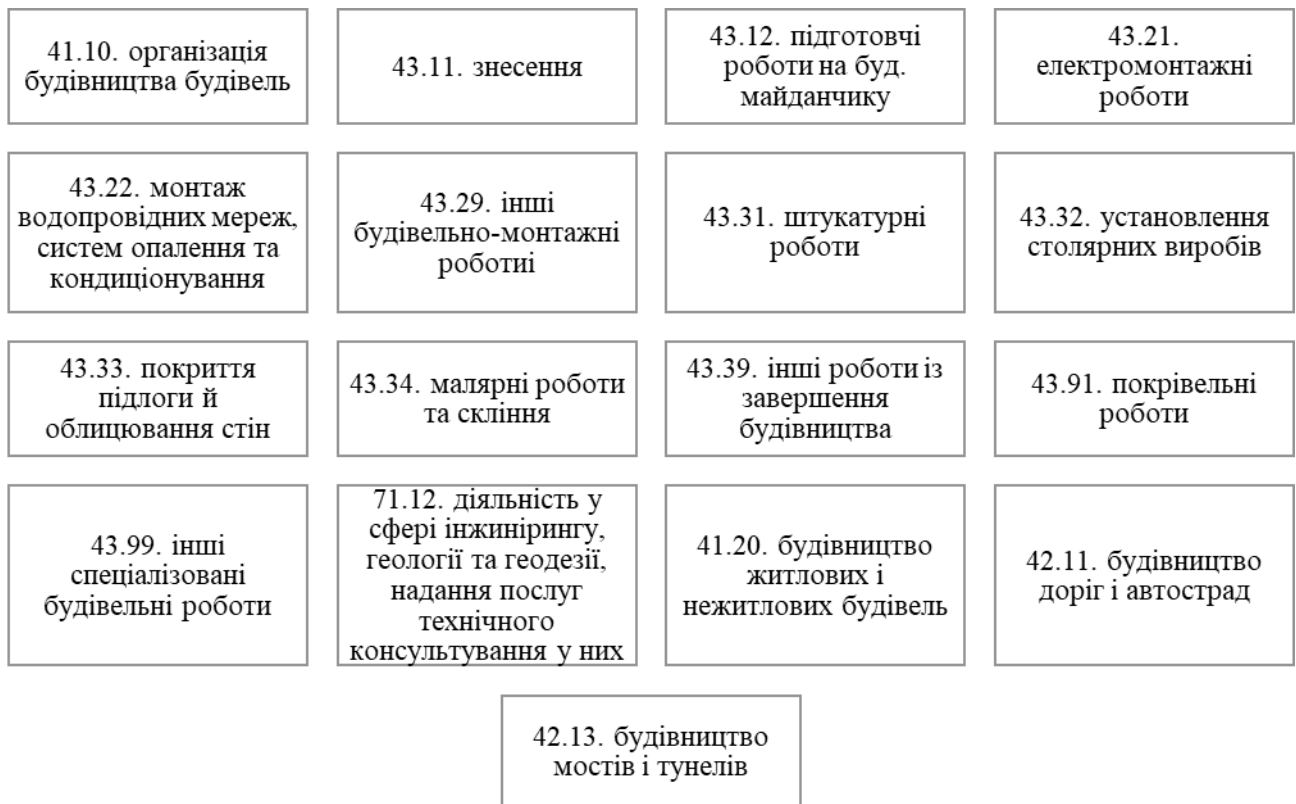 41.10. організація
будівництва будівель
43.11. знесення
43.12. підготовчі
роботи на буд.
майданчику
43.21.
електромонтажні
роботи
43.22. монтаж
водопровідних мереж,
систем опалення та
кондиціонування
43.29. інші
будівельно-монтажні
роботиі
43.31. штукатурні
роботи
43.32. установлення
столярних виробів
43.33. покриття
підлоги й
облицювання стін
43.34. малярні роботи
та скління
43.39. інші роботи із
завершення
будівництва
43.91. покрівельні
роботи
43.99. інші
спеціалізовані
будівельні роботи
71.12. діяльність у
сфері інжинірингу,
геології та геодезії,
надання послуг
технічного
консультування у них
41.20. будівництво
житлових і
нежитлових будівель
42.11. будівництво
доріг і автострад
42.13. будівництво
мостів і тунелів